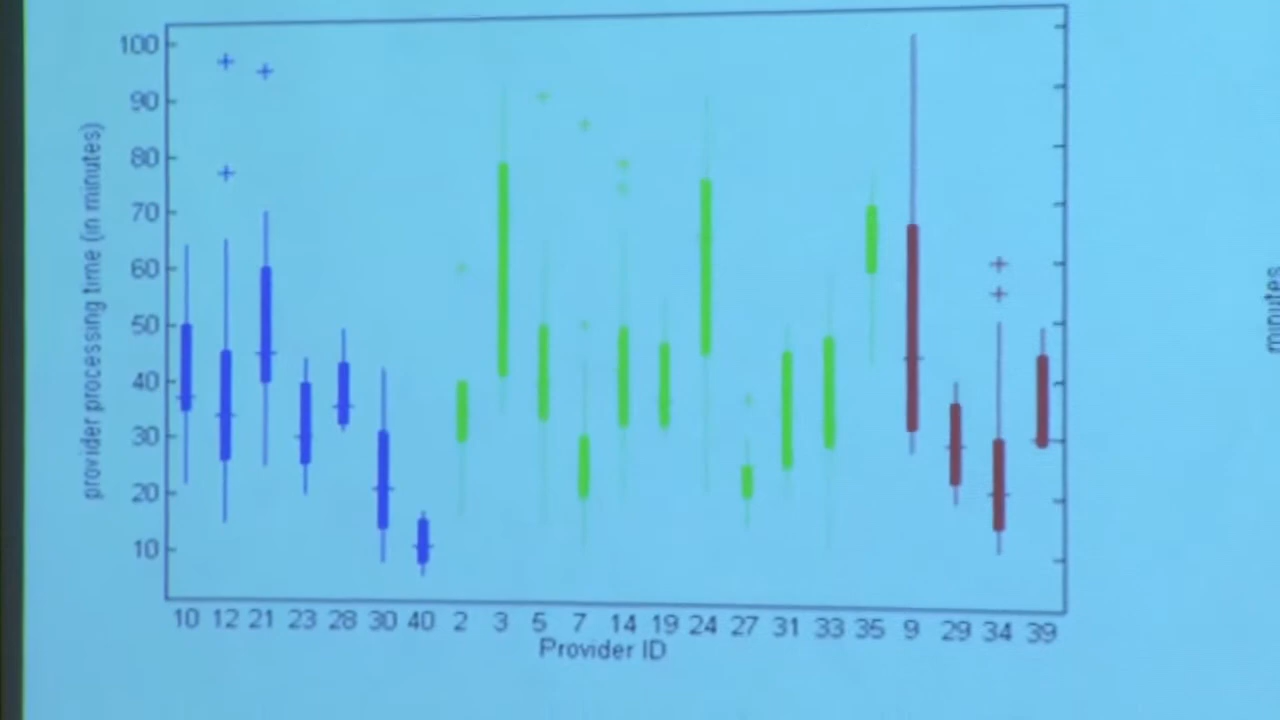 100
90
80
70
60
50
40
30
20
10
provider processing time (in minutes)
10 12 21 23 28 30 40 2 3 5 7 14 19 24 27 31 33 35 9 29 34 39
Provider ID
minutes